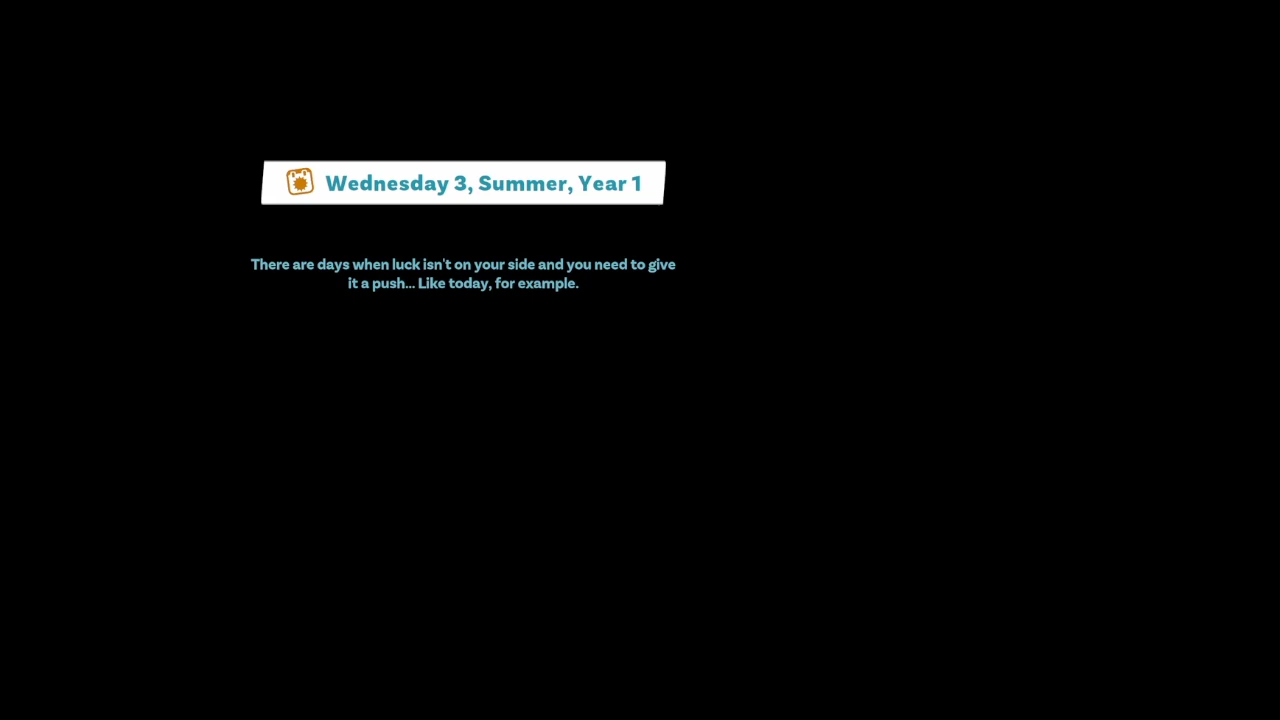 Wednesday 3, Summer, Year 1
There are days when luck isn't on your side and you need to give
it a push... Like today, for example.